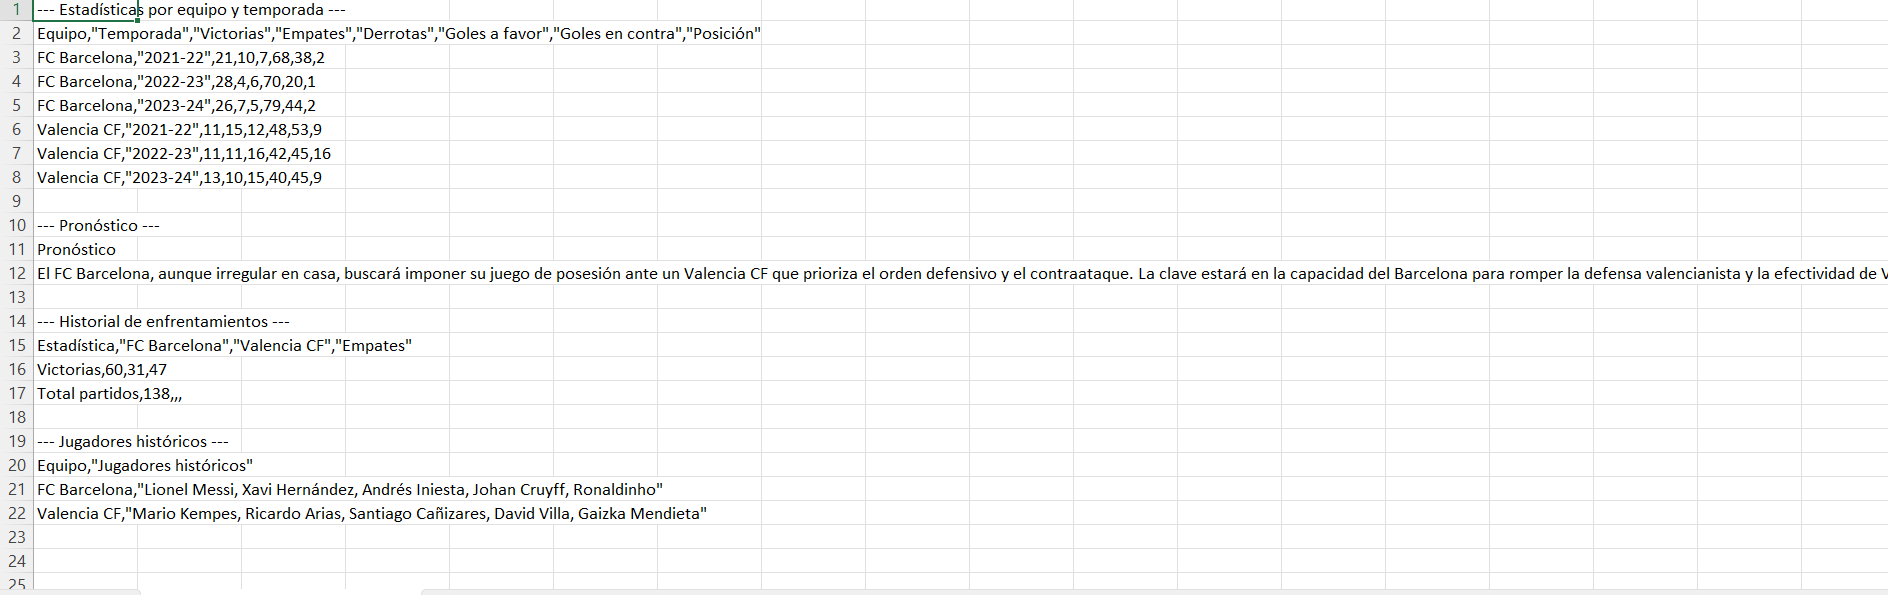 1 --- Estadísticas por equipo y temporada ---
2 Equipo,"Temporada","Victorias","Empates","Derrotas","Goles a favor","Goles en contra","Posición"
3 FC Barcelona,"2021-22",21,10,7,68,38,2
4 FC Barcelona,"2022-23",28,4,6,70,20,1
5 FC Barcelona,"2023-24",26,7,5,79,44,2
6 Valencia CF,"2021-22",11,15,12,48,53,9
7 Valencia CF,"2022-23",11,11,16,42,45,16
8 Valencia CF,"2023-24",13,10,15,40,45,9
9
10 --- Pronóstico ---
11 Pronóstico
12 El FC Barcelona, aunque irregular en casa, buscará imponer su juego de posesión ante un Valencia CF que prioriza el orden defensivo y el contraataque. La clave estará en la capacidad del Barcelona para romper la defensa valencianista y la efectividad de
13
14 --- Historial de enfrentamientos ---
15 Estadística,"FC Barcelona","Valencia CF","Empates"
16 Victorias,60,31,47
17 Total partidos,138,,,
18
19 --- Jugadores históricos ---
20 Equipo,"Jugadores históricos"
21 FC Barcelona,"Lionel Messi, Xavi Hernández, Andrés Iniesta, Johan Cruyff, Ronaldinho"
22 Valencia CF,"Mario Kempes, Ricardo Arias, Santiago Cañizares, David Villa, Gaizka Mendieta"
23
24
25